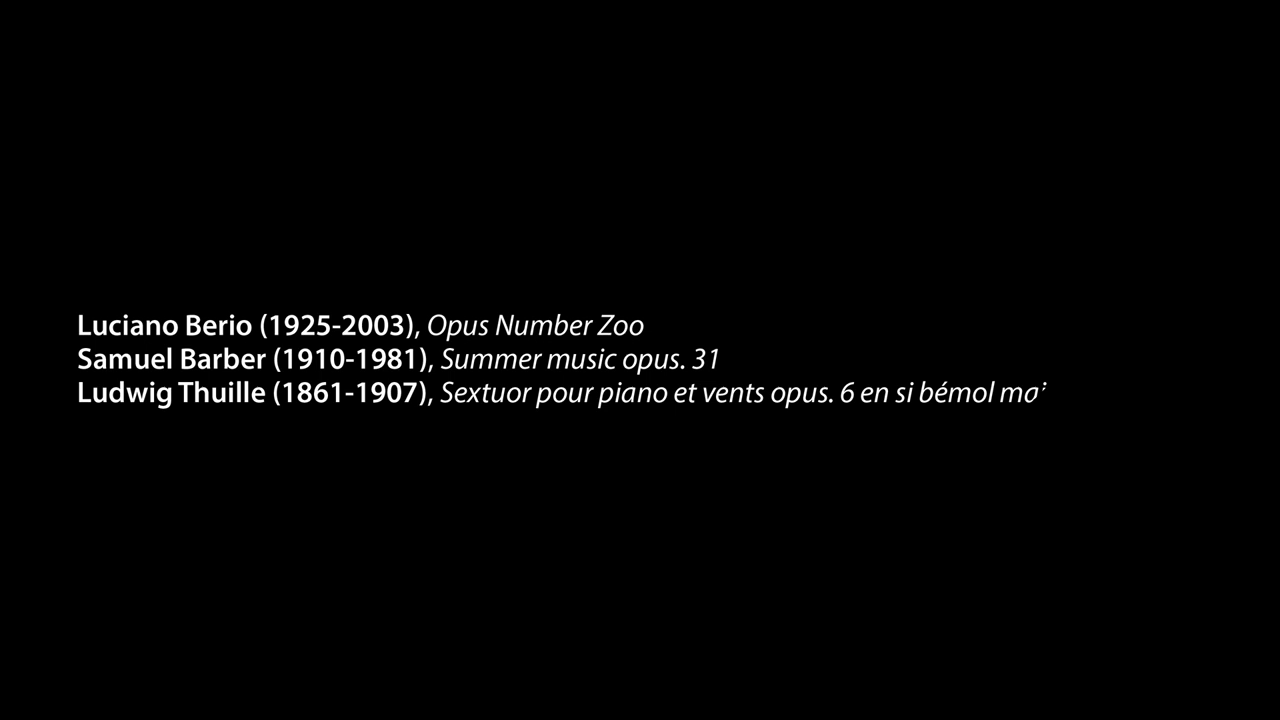 Luciano Berio (1925-2003), Opus Number Zoo
Samuel Barber (1910-1981), Summer music opus. 31
Ludwig Thuille (1861-1907), Sextuor pour piano et vents opus. 6 en si bémol